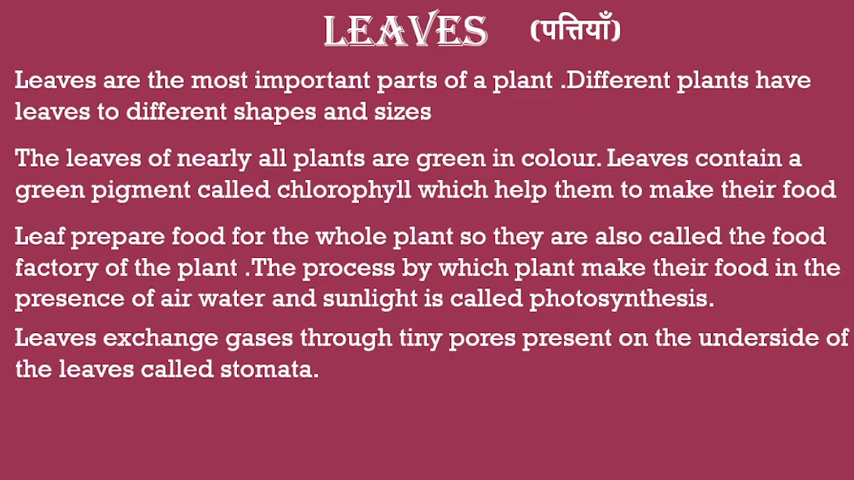 LEAVES (पत्तियाँ)
Leaves are the most important parts of a plant .Different plants have
leaves to different shapes and sizes
The leaves of nearly all plants are green in colour. Leaves contain a
green pigment called chlorophyll which help them to make their food
Leaf prepare food for the whole plant so they are also called the food
factory of the plant .The process by which plant make their food in the
presence of air water and sunlight is called photosynthesis.
Leaves exchange gases through tiny pores present on the underside of
the leaves called stomata.